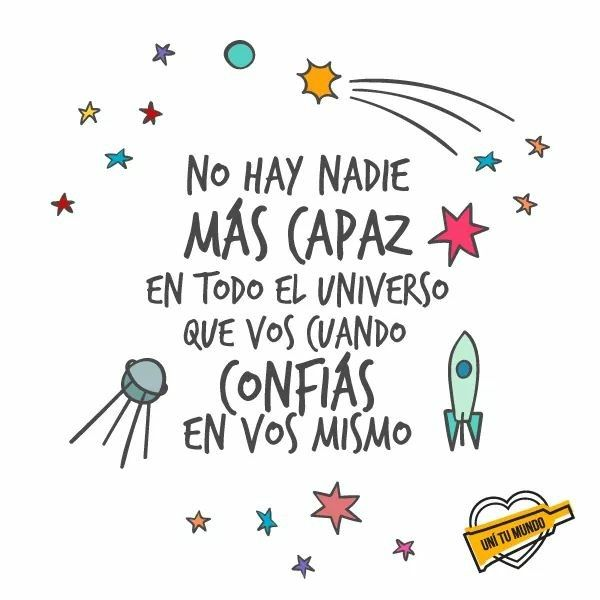 NO HAY NADIE
MÁS CAPAZ
EN TODO EL UNIVERSO
QUE VOS CUANDO
CONFIÁS
EN VOS MISMO
UNÍ TU MUNDO